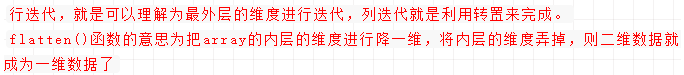 行迭代，就是可以理解为最外层的维度进行迭代，列迭代就是利用转置来完成。
flatten()函数的意思为把array的内层的维度进行降一维，将内层的维度弄掉，则二维数据就
成为一维数据了